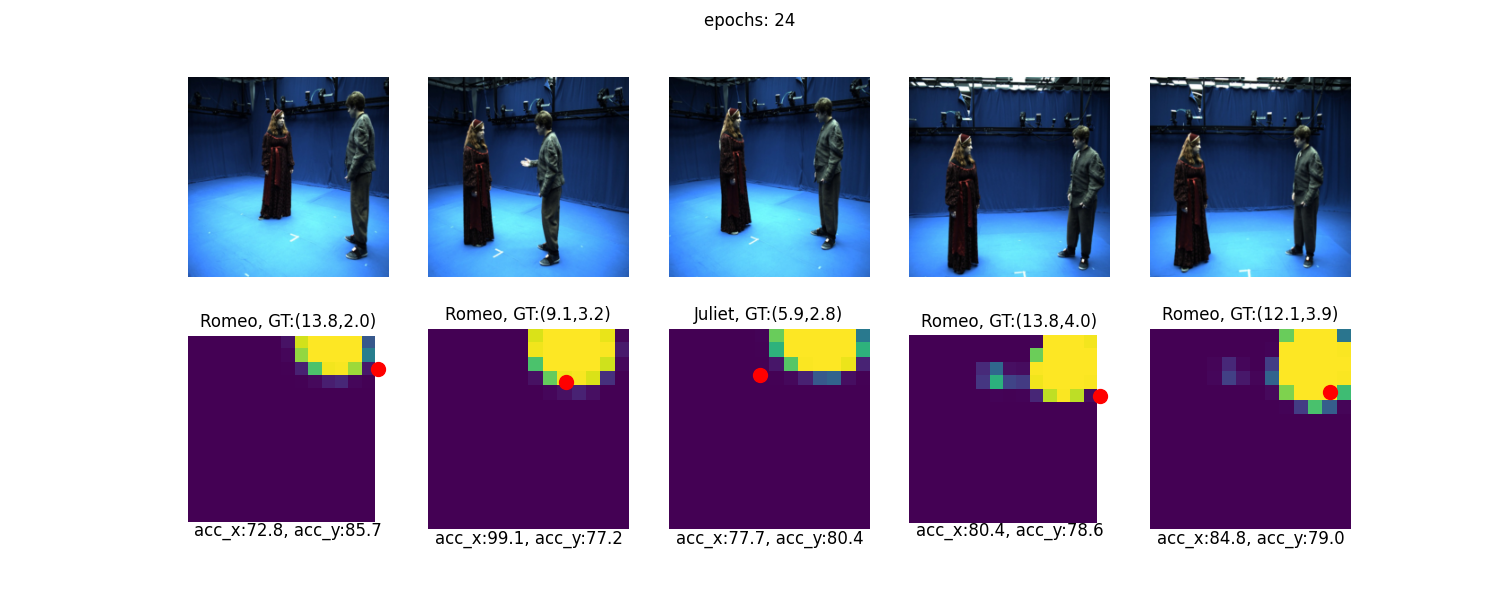 epochs: 24
Romeo, GT:(13.8,2.0)
Romeo, GT:(9.1,3.2)
Juliet, GT:(5.9,2.8)
Romeo, GT:(13.8,4.0)
Romeo, GT:(12.1,3.9)
acc_x:72.8, acc_y:85.7
acc_x:99.1, acc_y:77.2
acc_x:77.7, acc_y:80.4
acc_x:80.4, acc_y:78.6
acc_x:84.8, acc_y:79.0